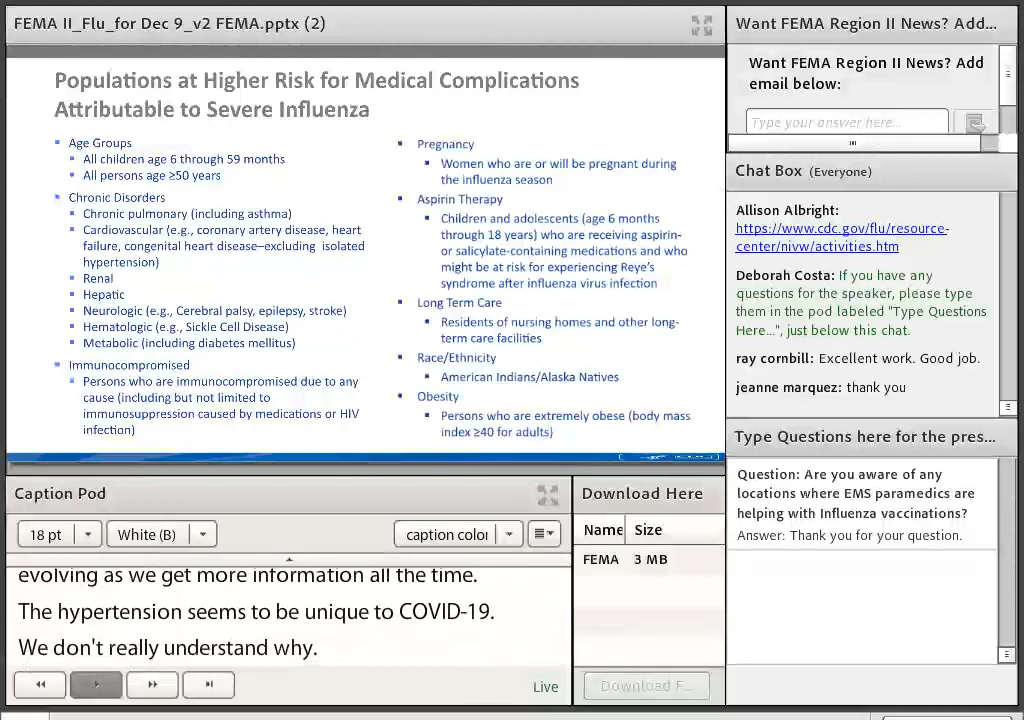 FEMA II_Flu_for Dec 9_v2 FEMA.pptx (2)
Populations at Higher Risk for Medical Complications
Attributable to Severe Influenza
Age Groups
All children age 6 through 59 months
All persons age ≥50 years
Chronic Disorders
Chronic pulmonary (including asthma)
Cardiovascular (e.g., coronary artery disease, heart
failure, congenital heart disease–excluding isolated
hypertension)
Renal
Hepatic
Neurologic (e.g., Cerebral palsy, epilepsy, stroke)
Hematologic (e.g., Sickle Cell Disease)
Metabolic (including diabetes mellitus)
Immunocompromised
Persons who are immunocompromised due to any
cause (including but not limited to
immunosuppression caused by medications or HIV
infection)
Pregnancy
Women who are or will be pregnant during
the influenza season
Aspirin Therapy
Children and adolescents (age 6 months
through 18 years) who are receiving aspirin-
or salicylate-containing medications and who
might be at risk for experiencing Reye's
syndrome after influenza virus infection
Long Term Care
Residents of nursing homes and other long-
term care facilities
Race/Ethnicity
American Indians/Alaska Natives
Obesity
Persons who are extremely obese (body mass
index ≥40 for adults)
Caption Pod
18 pt
White (B)
caption color
evolving as we get more information all the time.
The hypertension seems to be unique to COVID-19.
We don't really understand why.
Live
Download Here
Name Size
FEMA 3 MB
Download F...
Want FEMA Region II News? Add...
Want FEMA Region II News? Add
email below:
Type your answer here...
Chat Box (Everyone)
Allison Albright:
https://www.cdc.gov/flu/resource-
center/nivw/activities.htm
Deborah Costa: If you have any
questions for the speaker, please type
them in the pod labeled "Type Questions
Here...", just below this chat.
ray cornbill: Excellent work. Good job.
jeanne marquez: thank you
Type Questions here for the pres...
Question: Are you aware of any
locations where EMS paramedics are
helping with Influenza vaccinations?
Answer: Thank you for your question.